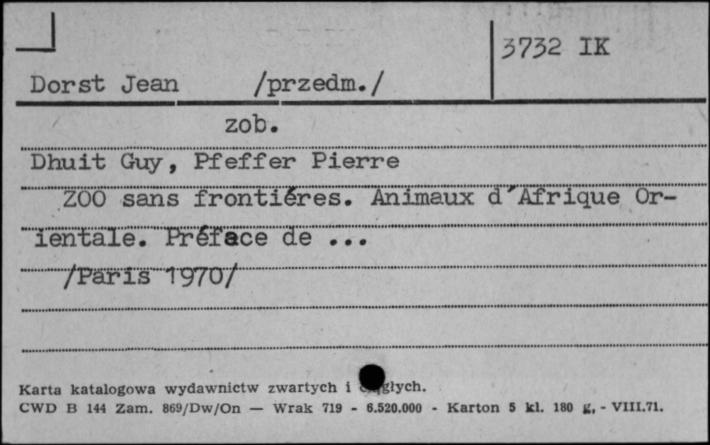 3732 IK
Dorst Jean /przedm./
zob.
Dhuit Guy, Pfeffer Pierre
ZOO sans frontiéres. Animaux d´Afrique Or-
ientale. Préface de ...
/Paris 1970/
Karta katalogowa wydawnictw zwartych i
CWD B 144 Zam. 869/Dw/On — Wrak 719 - 6.520.000 - Karton 5 kl. 180 g, - VIII.71.